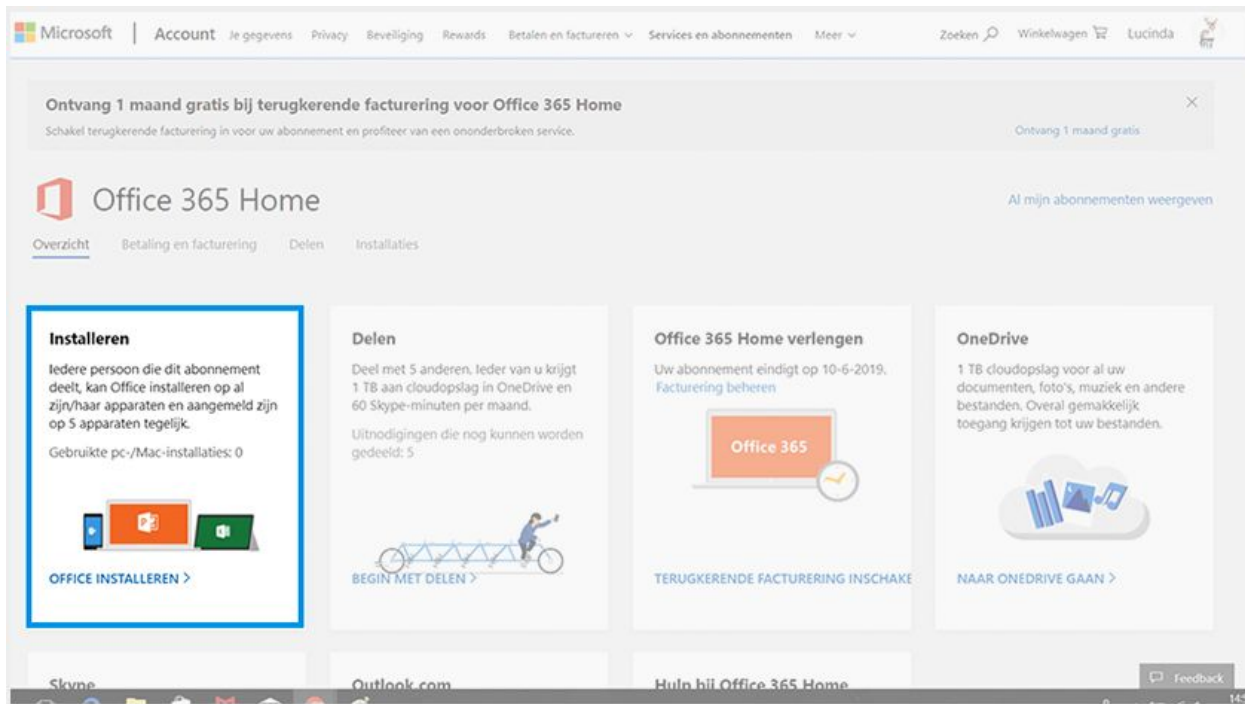 Microsoft | Account Je gegevens Privacy Beveiliging Rewards Betalen en factureren Services en abonnementen Meer Zoeken Winkelwagen Lucinda
Ontvang 1 maand gratis bij terugkerende facturering voor Office 365 Home
Schakel terugkerende facturering in voor uw abonnement en profiteer van een ononderbroken service.
Ontvang 1 maand gratis
Office 365 Home
Al mijn abonnementen weergeven
Overzicht Betaling en facturering Delen Installaties
Installeren
Iedere persoon die dit abonnement
deelt, kan Office installeren op al
zijn/haar apparaten en aangemeld zijn
op 5 apparaten tegelijk.
Gebruikte pc-/Mac-installaties: 0
OFFICE INSTALLEREN >
Delen
Deel met 5 anderen. Ieder van u krijgt
1 TB aan cloudopslag in OneDrive en
60 Skype-minuten per maand.
Uitnodigingen die nog kunnen worden
gedeeld: 5
BEGIN MET DELEN >
Office 365 Home verlengen
Uw abonnement eindigt op 10-6-2019.
Facturering beheren
Office 365
TERUGKERENDE FACTURERING INSCHAKE
OneDrive
1 TB cloudopslag voor al uw
documenten, foto's, muziek en andere
bestanden. Overal gemakkelijk
toegang krijgen tot uw bestanden.
NAAR ONEDRIVE GAAN >
Skype
Outlook.com
Hulp bij Office 365 Home
Feedback